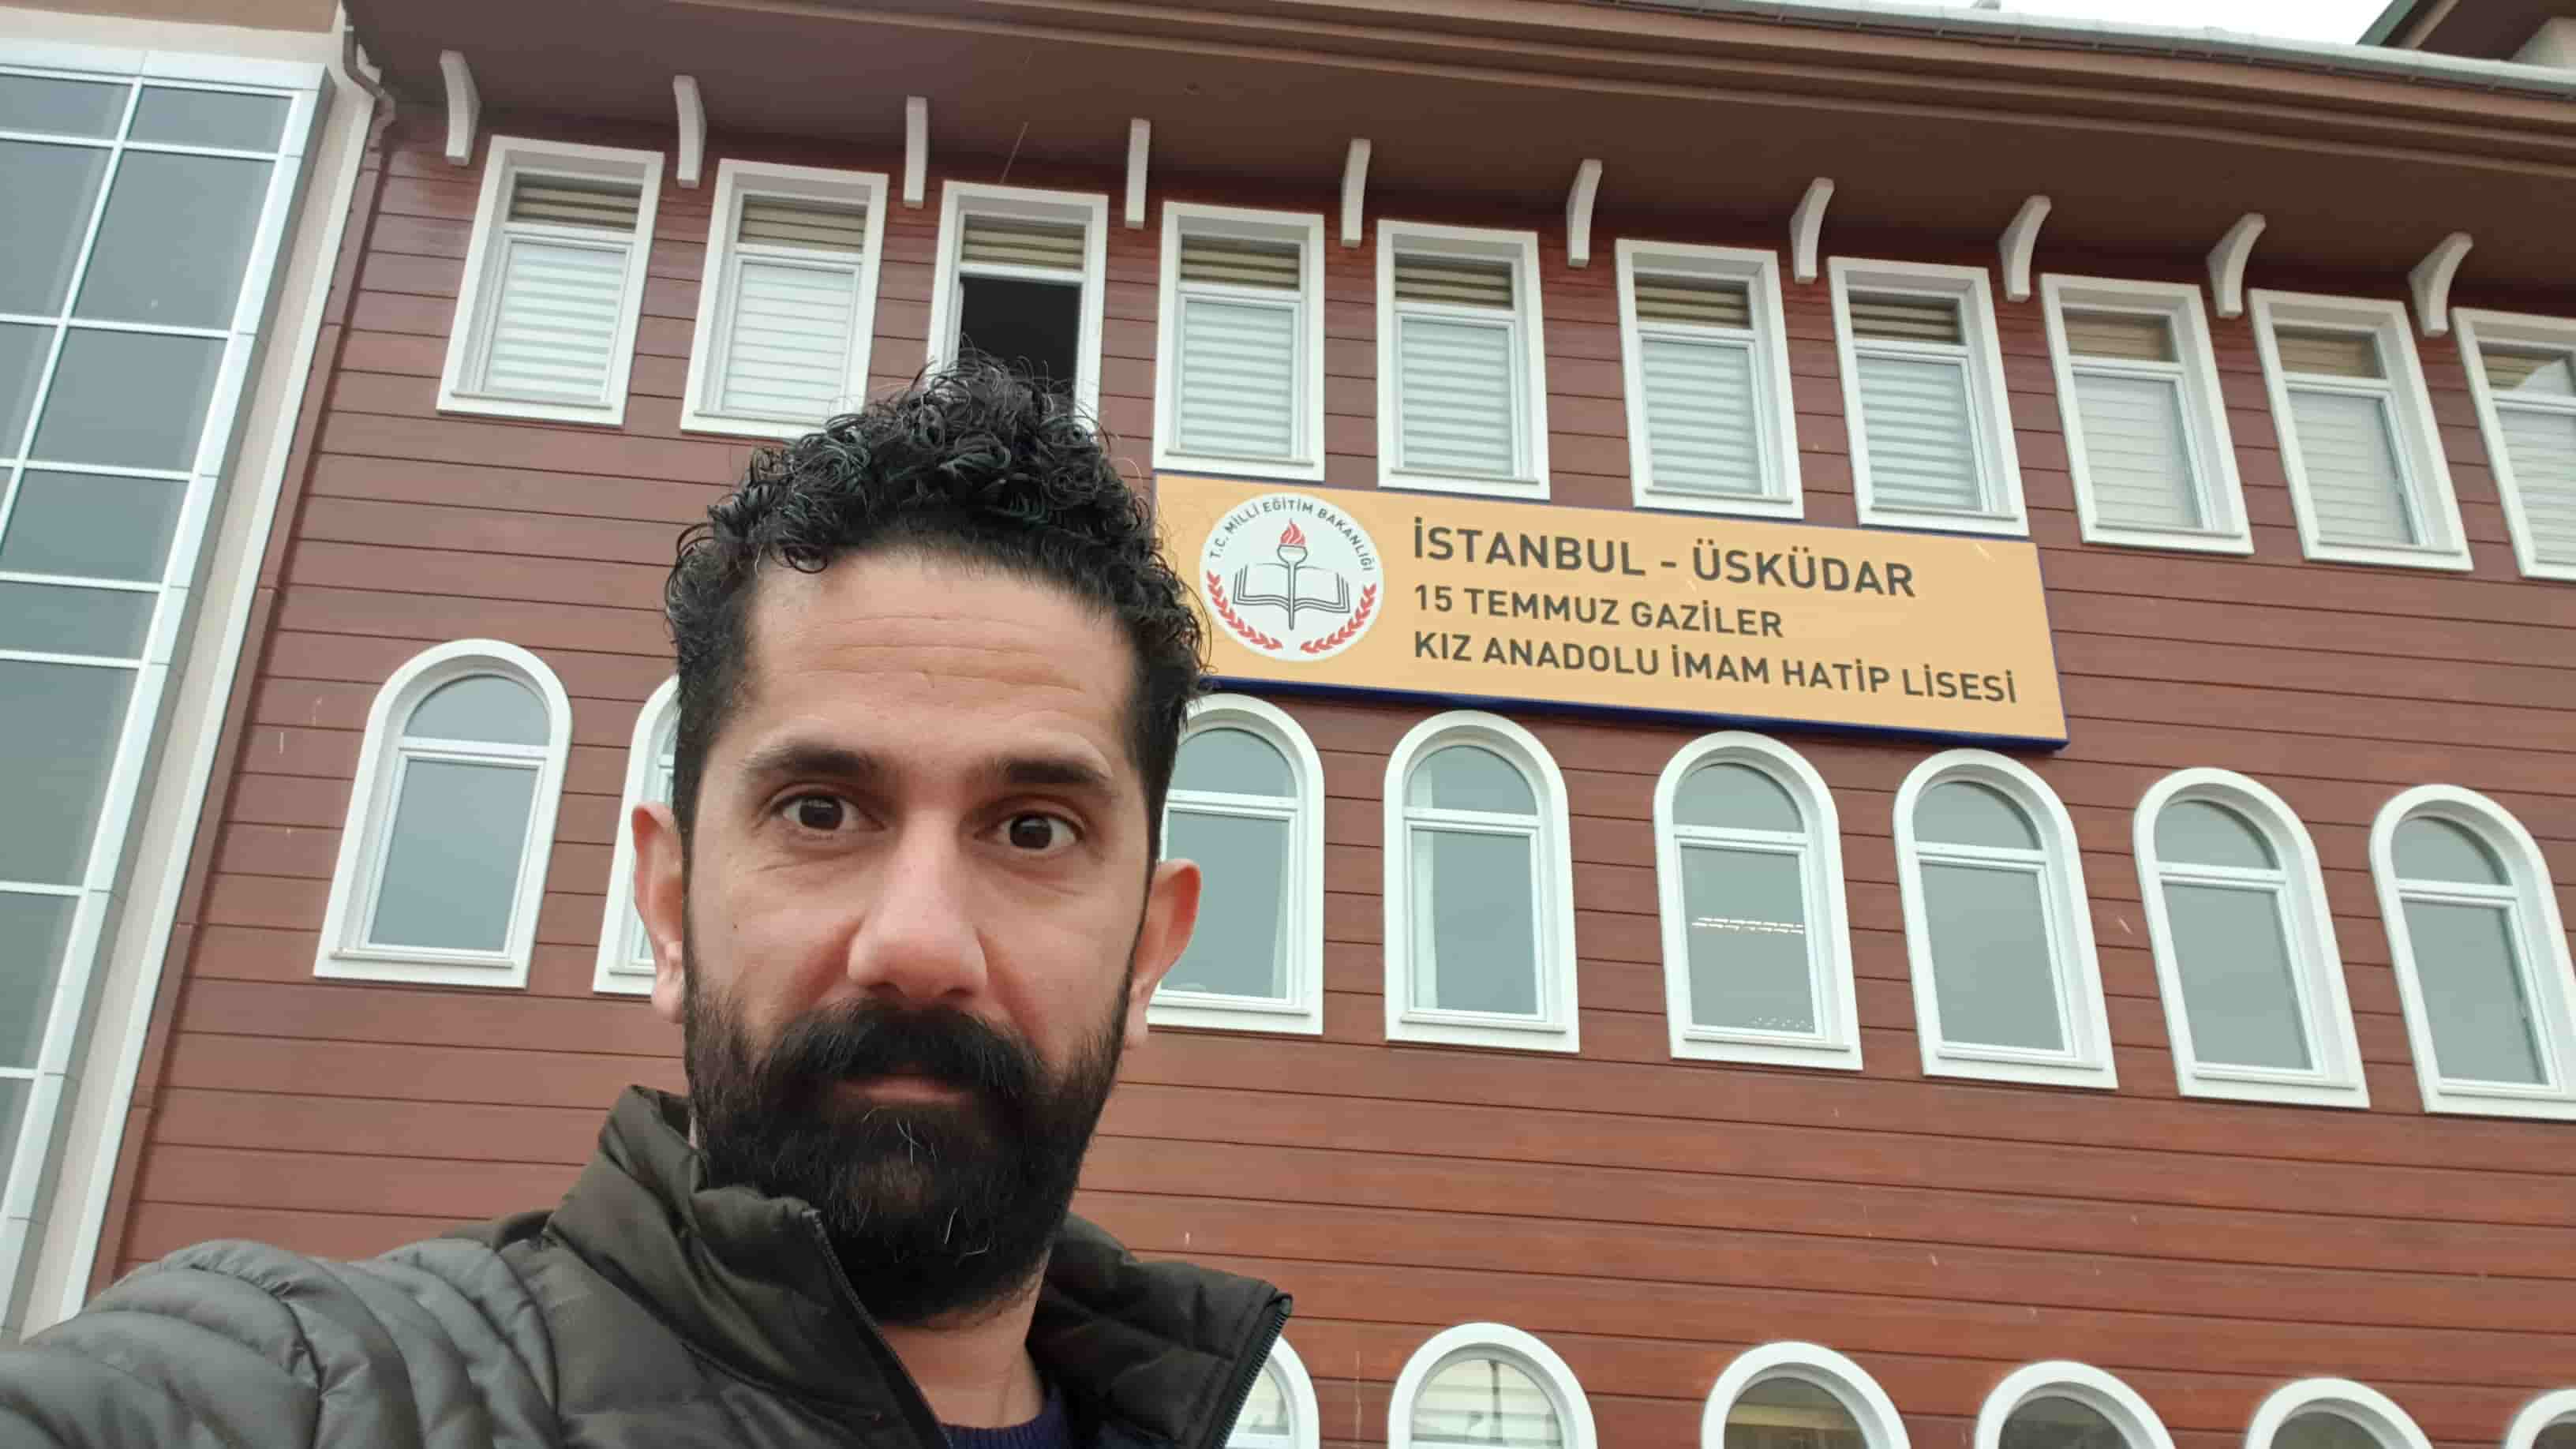 T.C. MİLLİ EĞİTİM BAKANLIĞI
İSTANBUL - ÜSKÜDAR
15 TEMMUZ GAZİLER
KIZ ANADOLU İMAM HATİP LİSESİ